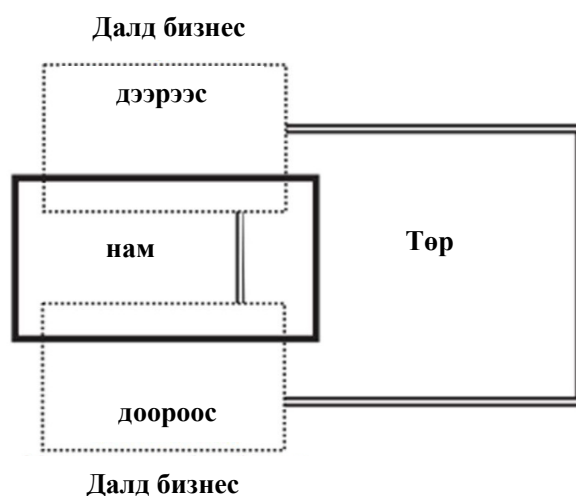 Далд бизнес
дээрээс
нам
Төр
доороос
Далд бизнес